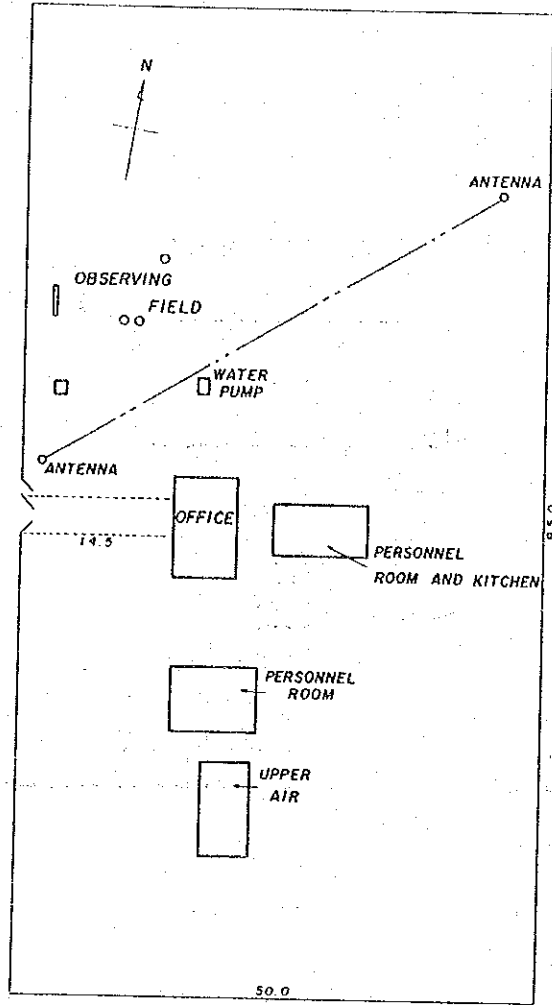 N
ANTENNA
OBSERVING
FIELD
WATER
PUMP
ANTENNA
OFFICE
14.5
PERSONNEL
ROOM AND KITCHEN
PERSONNEL
ROOM
UPPER
AIR
50.0